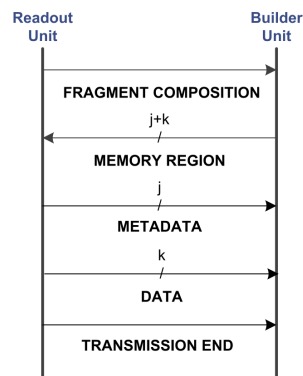 Readout Unit
Builder Unit
FRAGMENT COMPOSITION
j+k
MEMORY REGION
j
METADATA
k
DATA
TRANSMISSION END